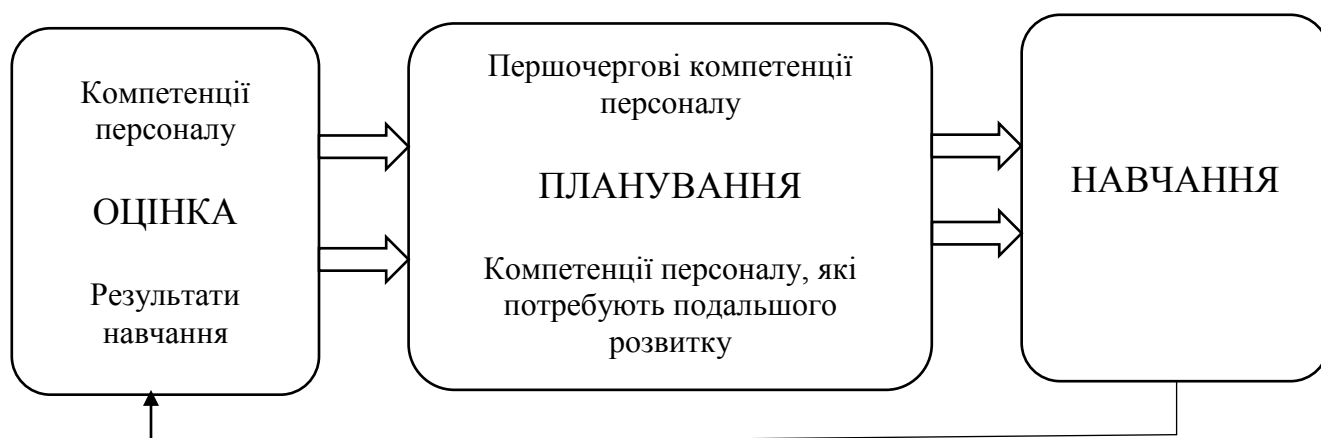 Компетенції
персоналу
ОЦІНКА
Результати
навчання
Першочергові компетенції
персоналу
ПЛАНУВАННЯ
Компетенції персоналу, які
потребують подальшого
розвитку
НАВЧАННЯ